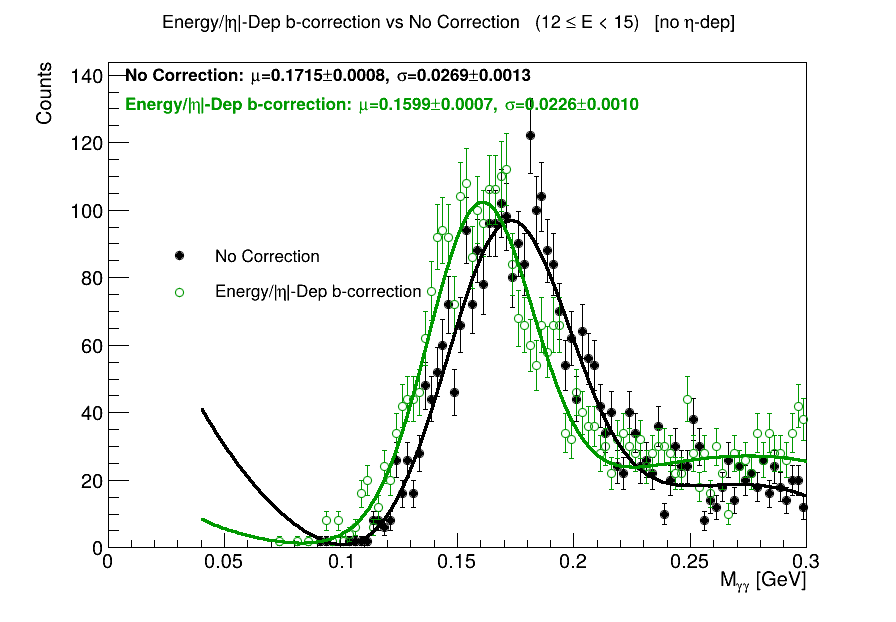 Energy/|η|-Dep b-correction vs No Correction (12 ≤ E < 15) [no η-dep]
Counts
No Correction: μ=0.1715±0.0008, σ=0.0269±0.0013
Energy/|η|-Dep b-correction: μ=0.1599±0.0007, σ=0.0226±0.0010
No Correction
Energy/|η|-Dep b-correction
140
120
100
80
60
40
20
0
0 0.05 0.1 0.15 0.2 0.25 0.3
Mγγ [GeV]